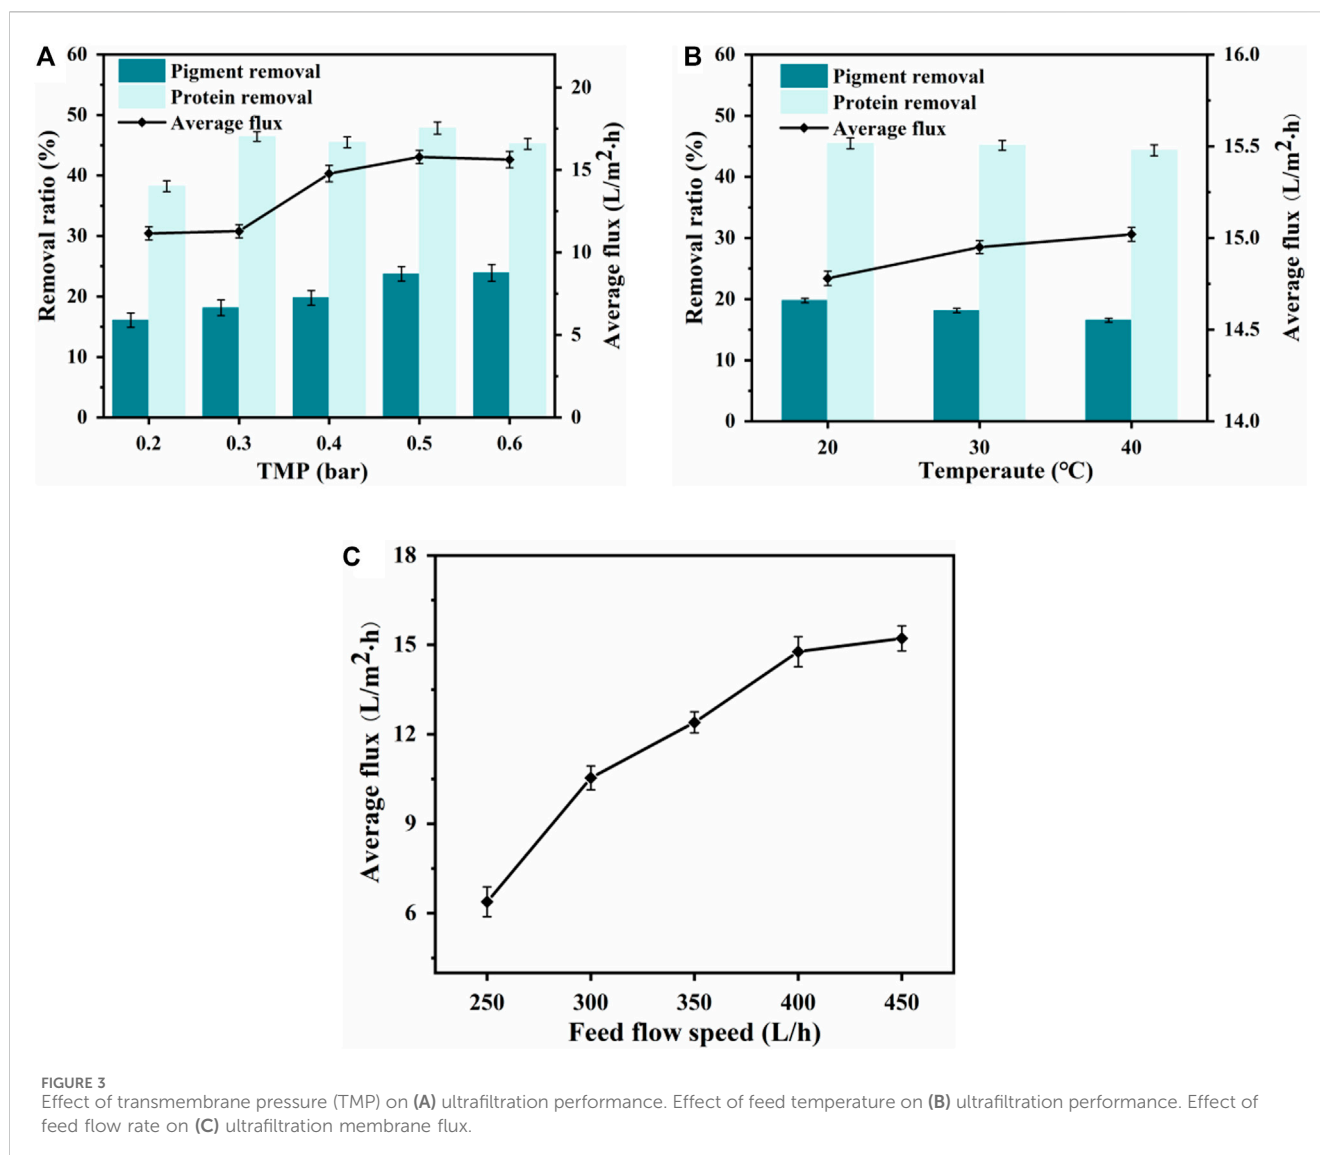 A
60
50
40
30
20
10
0
Removal ratio (%)
Pigment removal
Protein removal
Average flux
20
15
10
5
0
Average flux (L/m²·h)
0.2 0.3 0.4 0.5 0.6
TMP (bar)
B
60
50
40
30
20
10
0
Removal ratio (%)
Pigment removal
Protein removal
Average flux
16.0
15.5
15.0
14.5
14.0
Average flux (L/m²·h)
20 30 40
Temperaute (°C)
C
18
15
12
9
6
Average flux (L/m²·h)
250 300 350 400 450
Feed flow speed (L/h)
FIGURE 3
Effect of transmembrane pressure (TMP) on (A) ultrafiltration performance. Effect of feed temperature on (B) ultrafiltration performance. Effect of
feed flow rate on (C) ultrafiltration membrane flux.